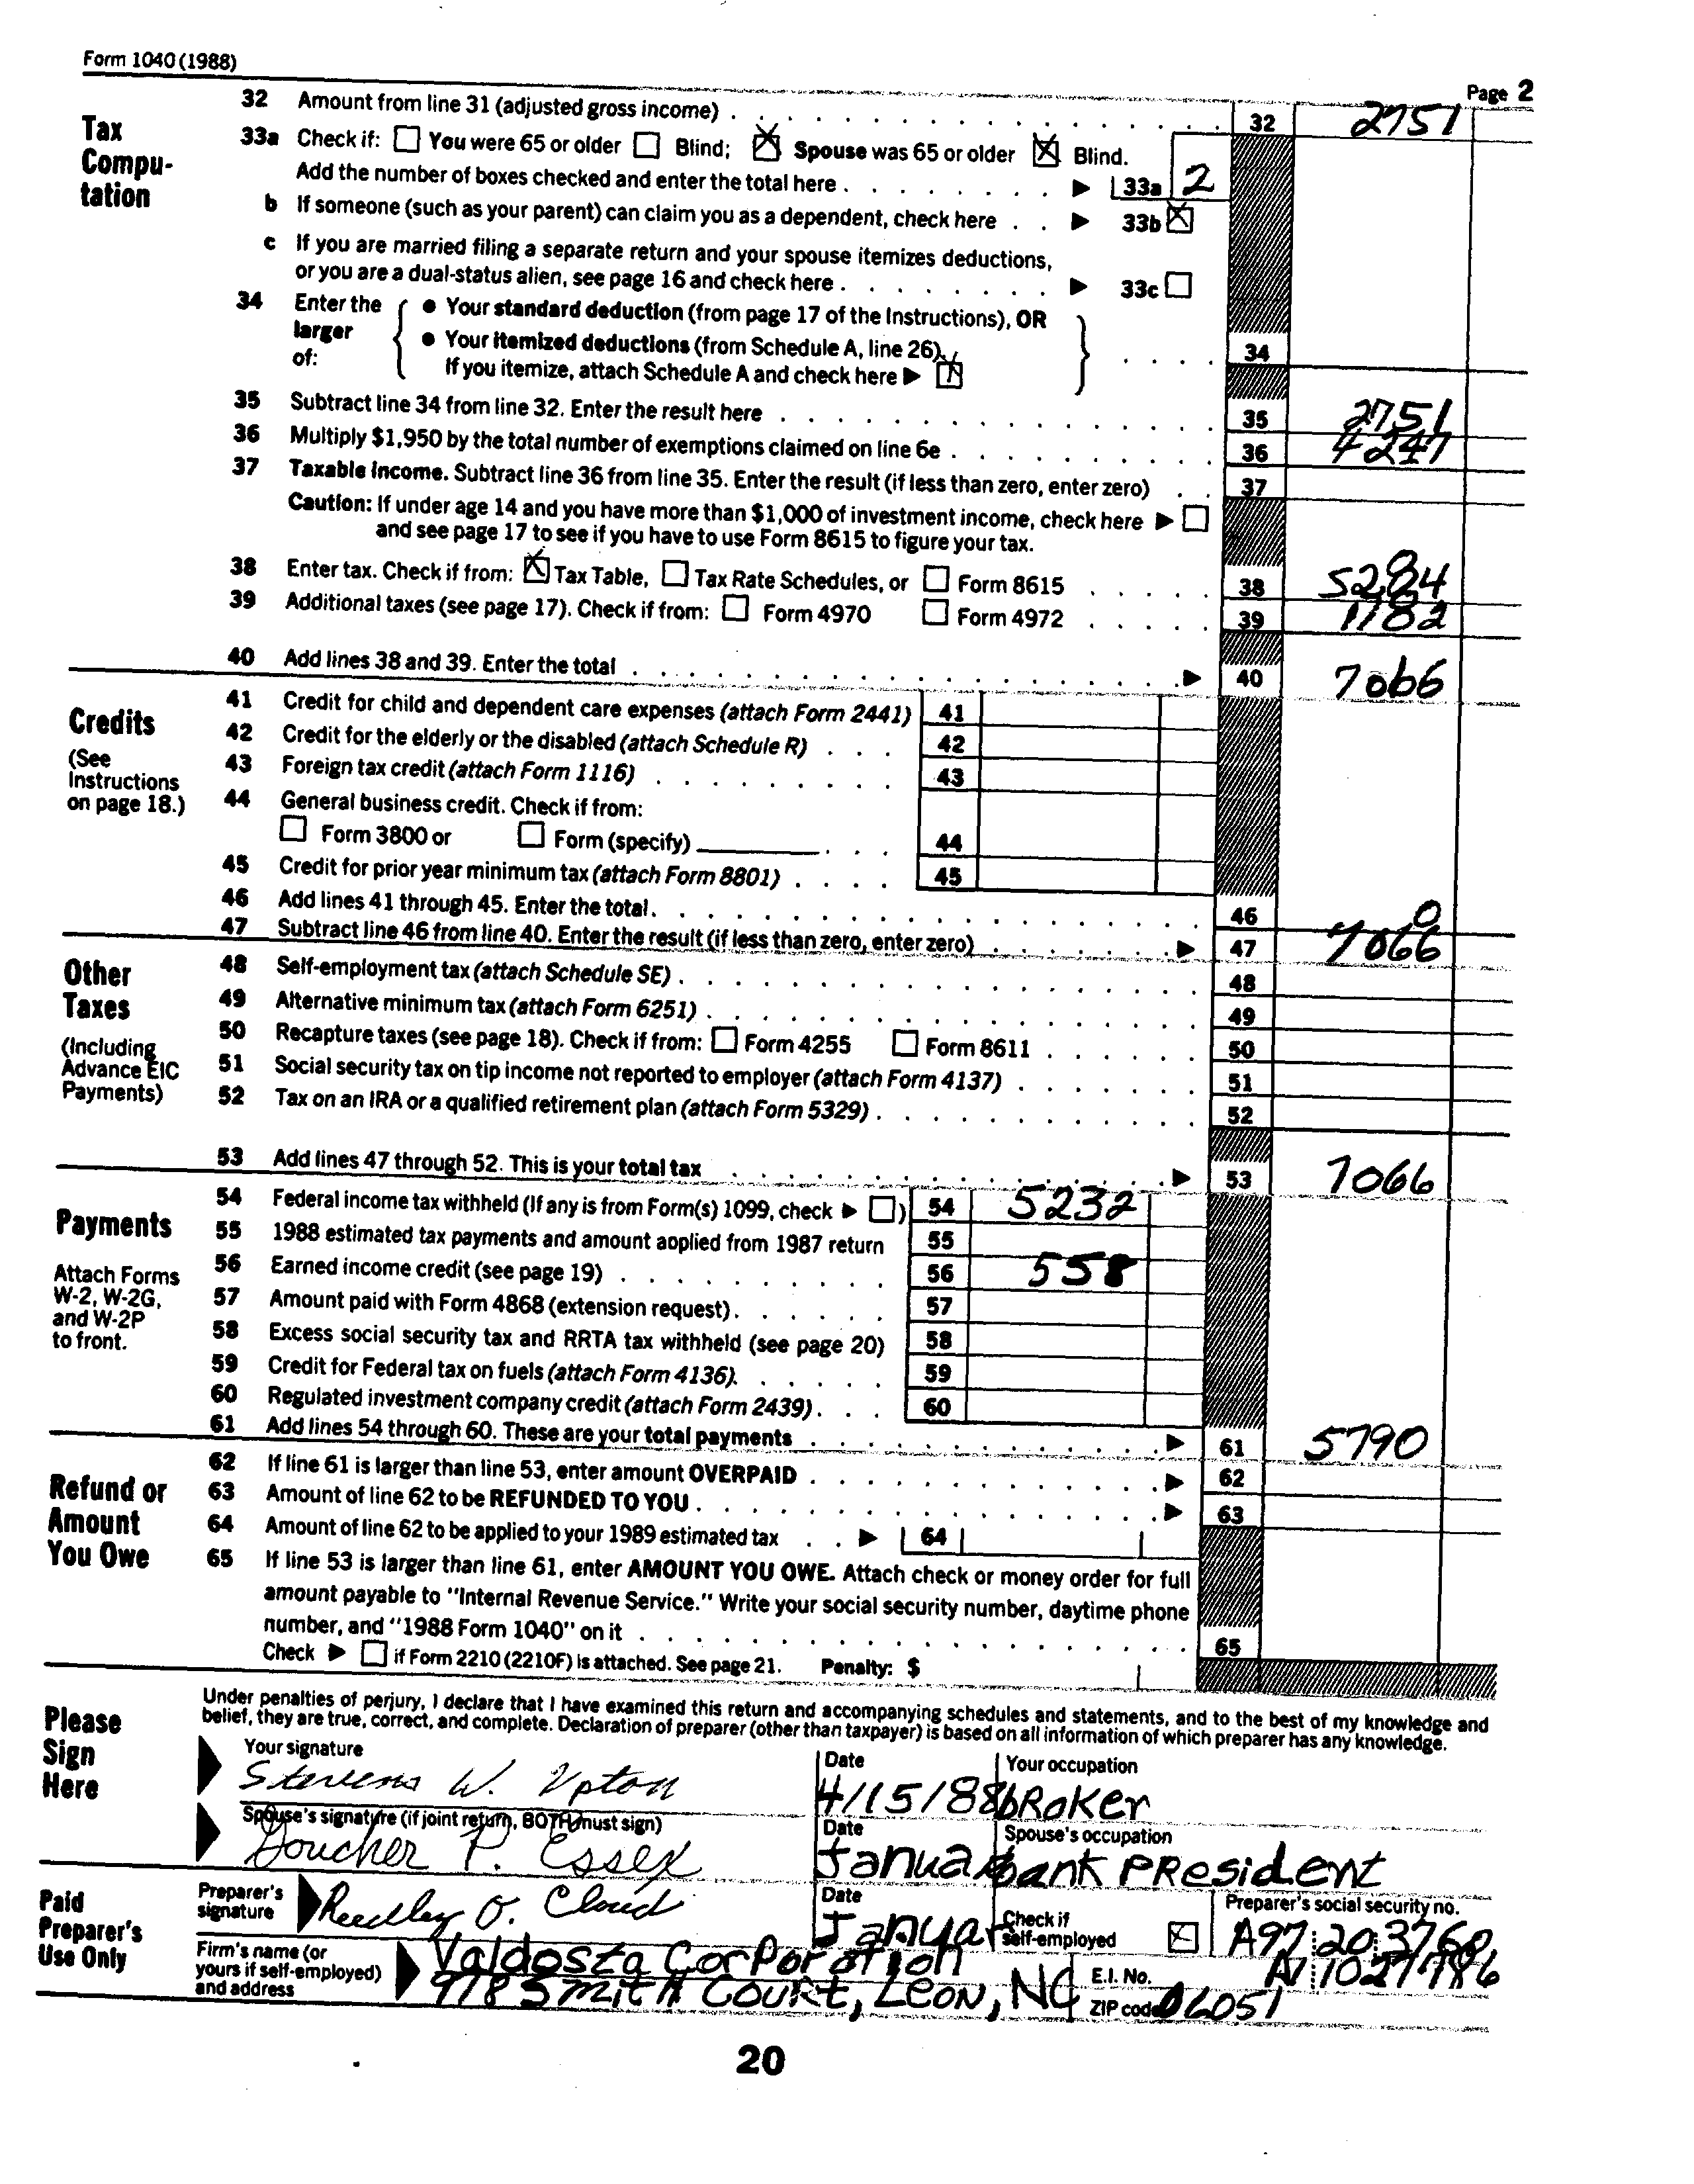 Form 1040 (1988)
Page 2
Tax
Compu-
tation
32 Amount from line 31 (adjusted gross income) . . . . . . . . . . . . . . . . . 32 2751
33a Check if: You were 65 or older Blind; Spouse was 65 or older Blind.
Add the number of boxes checked and enter the total here . . . . . . . . 33a 2
b If someone (such as your parent) can claim you as a dependent, check here . . 33b
c If you are married filing a separate return and your spouse itemizes deductions,
or you are a dual-status alien, see page 16 and check here . . . . . . . . 33c
34 Enter the larger of: { • Your standard deduction (from page 17 of the Instructions), OR
• Your itemized deductions (from Schedule A, line 26).
If you itemize, attach Schedule A and check here } . . . . 34
35 Subtract line 34 from line 32. Enter the result here . . . . . . . . . . . . . . . 35 2751
36 Multiply $1,950 by the total number of exemptions claimed on line 6e . . . . . . . . . . 36 4247
37 Taxable income. Subtract line 36 from line 35. Enter the result (if less than zero, enter zero) . . 37
Caution: If under age 14 and you have more than $1,000 of investment income, check here
and see page 17 to see if you have to use Form 8615 to figure your tax.
38 Enter tax. Check if from: Tax Table, Tax Rate Schedules, or Form 8615 . . . . . 38 5284
39 Additional taxes (see page 17). Check if from: Form 4970 Form 4972 . . . . . 39 1782
40 Add lines 38 and 39. Enter the total . . . . . . . . . . . . . . . . . . 40 7066
Credits
(See
Instructions
on page 18.)
41 Credit for child and dependent care expenses (attach Form 2441) 41
42 Credit for the elderly or the disabled (attach Schedule R) . . . 42
43 Foreign tax credit (attach Form 1116) . . . . . . . . . 43
44 General business credit. Check if from:
Form 3800 or Form (specify) . . . 44
45 Credit for prior year minimum tax (attach Form 8801) . . . . 45
46 Add lines 41 through 45. Enter the total . . . . . . . . . . . . . . . . . 46 0
47 Subtract line 46 from line 40. Enter the result (if less than zero, enter zero) . . . . . . . 47 7066
Other
Taxes
(Including
Advance EIC
Payments)
48 Self-employment tax (attach Schedule SE) . . . . . . . . . . . . . . . . . 48
49 Alternative minimum tax (attach Form 6251) . . . . . . . . . . . . . . . . 49
50 Recapture taxes (see page 18). Check if from: Form 4255 Form 8611 . . . . . . 50
51 Social security tax on tip income not reported to employer (attach Form 4137) . . . . . . . 51
52 Tax on an IRA or a qualified retirement plan (attach Form 5329) . . . . . . . . . . . 52
53 Add lines 47 through 52. This is your total tax . . . . . . . . . . . . . . . 53 7066
Payments
Attach Forms
W-2, W-2G,
and W-2P
to front.
54 Federal income tax withheld (If any is from Form(s) 1099, check ) 54 5232
55 1988 estimated tax payments and amount applied from 1987 return 55
56 Earned income credit (see page 19) . . . . . . . . . . 56 558
57 Amount paid with Form 4868 (extension request) . . . . . . 57
58 Excess social security tax and RRTA tax withheld (see page 20) 58
59 Credit for Federal tax on fuels (attach Form 4136). . . . . . 59
60 Regulated investment company credit (attach Form 2439) . . . 60
61 Add lines 54 through 60. These are your total payments . . . . . . . . . . . . . 61 5790
Refund or
Amount
You Owe
62 If line 61 is larger than line 53, enter amount OVERPAID . . . . . . . . . . . . . 62
63 Amount of line 62 to be REFUNDED TO YOU . . . . . . . . . . . . . . . . . 63
64 Amount of line 62 to be applied to your 1989 estimated tax . . 64
65 If line 53 is larger than line 61, enter AMOUNT YOU OWE. Attach check or money order for full
amount payable to "Internal Revenue Service." Write your social security number, daytime phone
number, and "1988 Form 1040" on it . . . . . . . . . . . . . . . . . . . . 65
Check if Form 2210 (2210F) is attached. See page 21. Penalty: $
Please
Sign
Here
Under penalties of perjury, I declare that I have examined this return and accompanying schedules and statements, and to the best of my knowledge and
belief, they are true, correct, and complete. Declaration of preparer (other than taxpayer) is based on all information of which preparer has any knowledge.
Your signature Date Your occupation
Stevens W. Upton 4/15/88 bRoKer
Spouse's signature (if joint return, BOTH must sign) Date Spouse's occupation
Goucher P. Essex Janua bank PResident
Paid
Preparer's
Use Only
Preparer's signature Reedley O. Cloud Date Januar Check if self-employed Preparer's social security no. A97 20 3760
Firm's name (or yours if self-employed) and address Valdosta Corporation E.I. No. A1 1027786
9785 Smith Court, Leon, NC ZIP code 06051
20